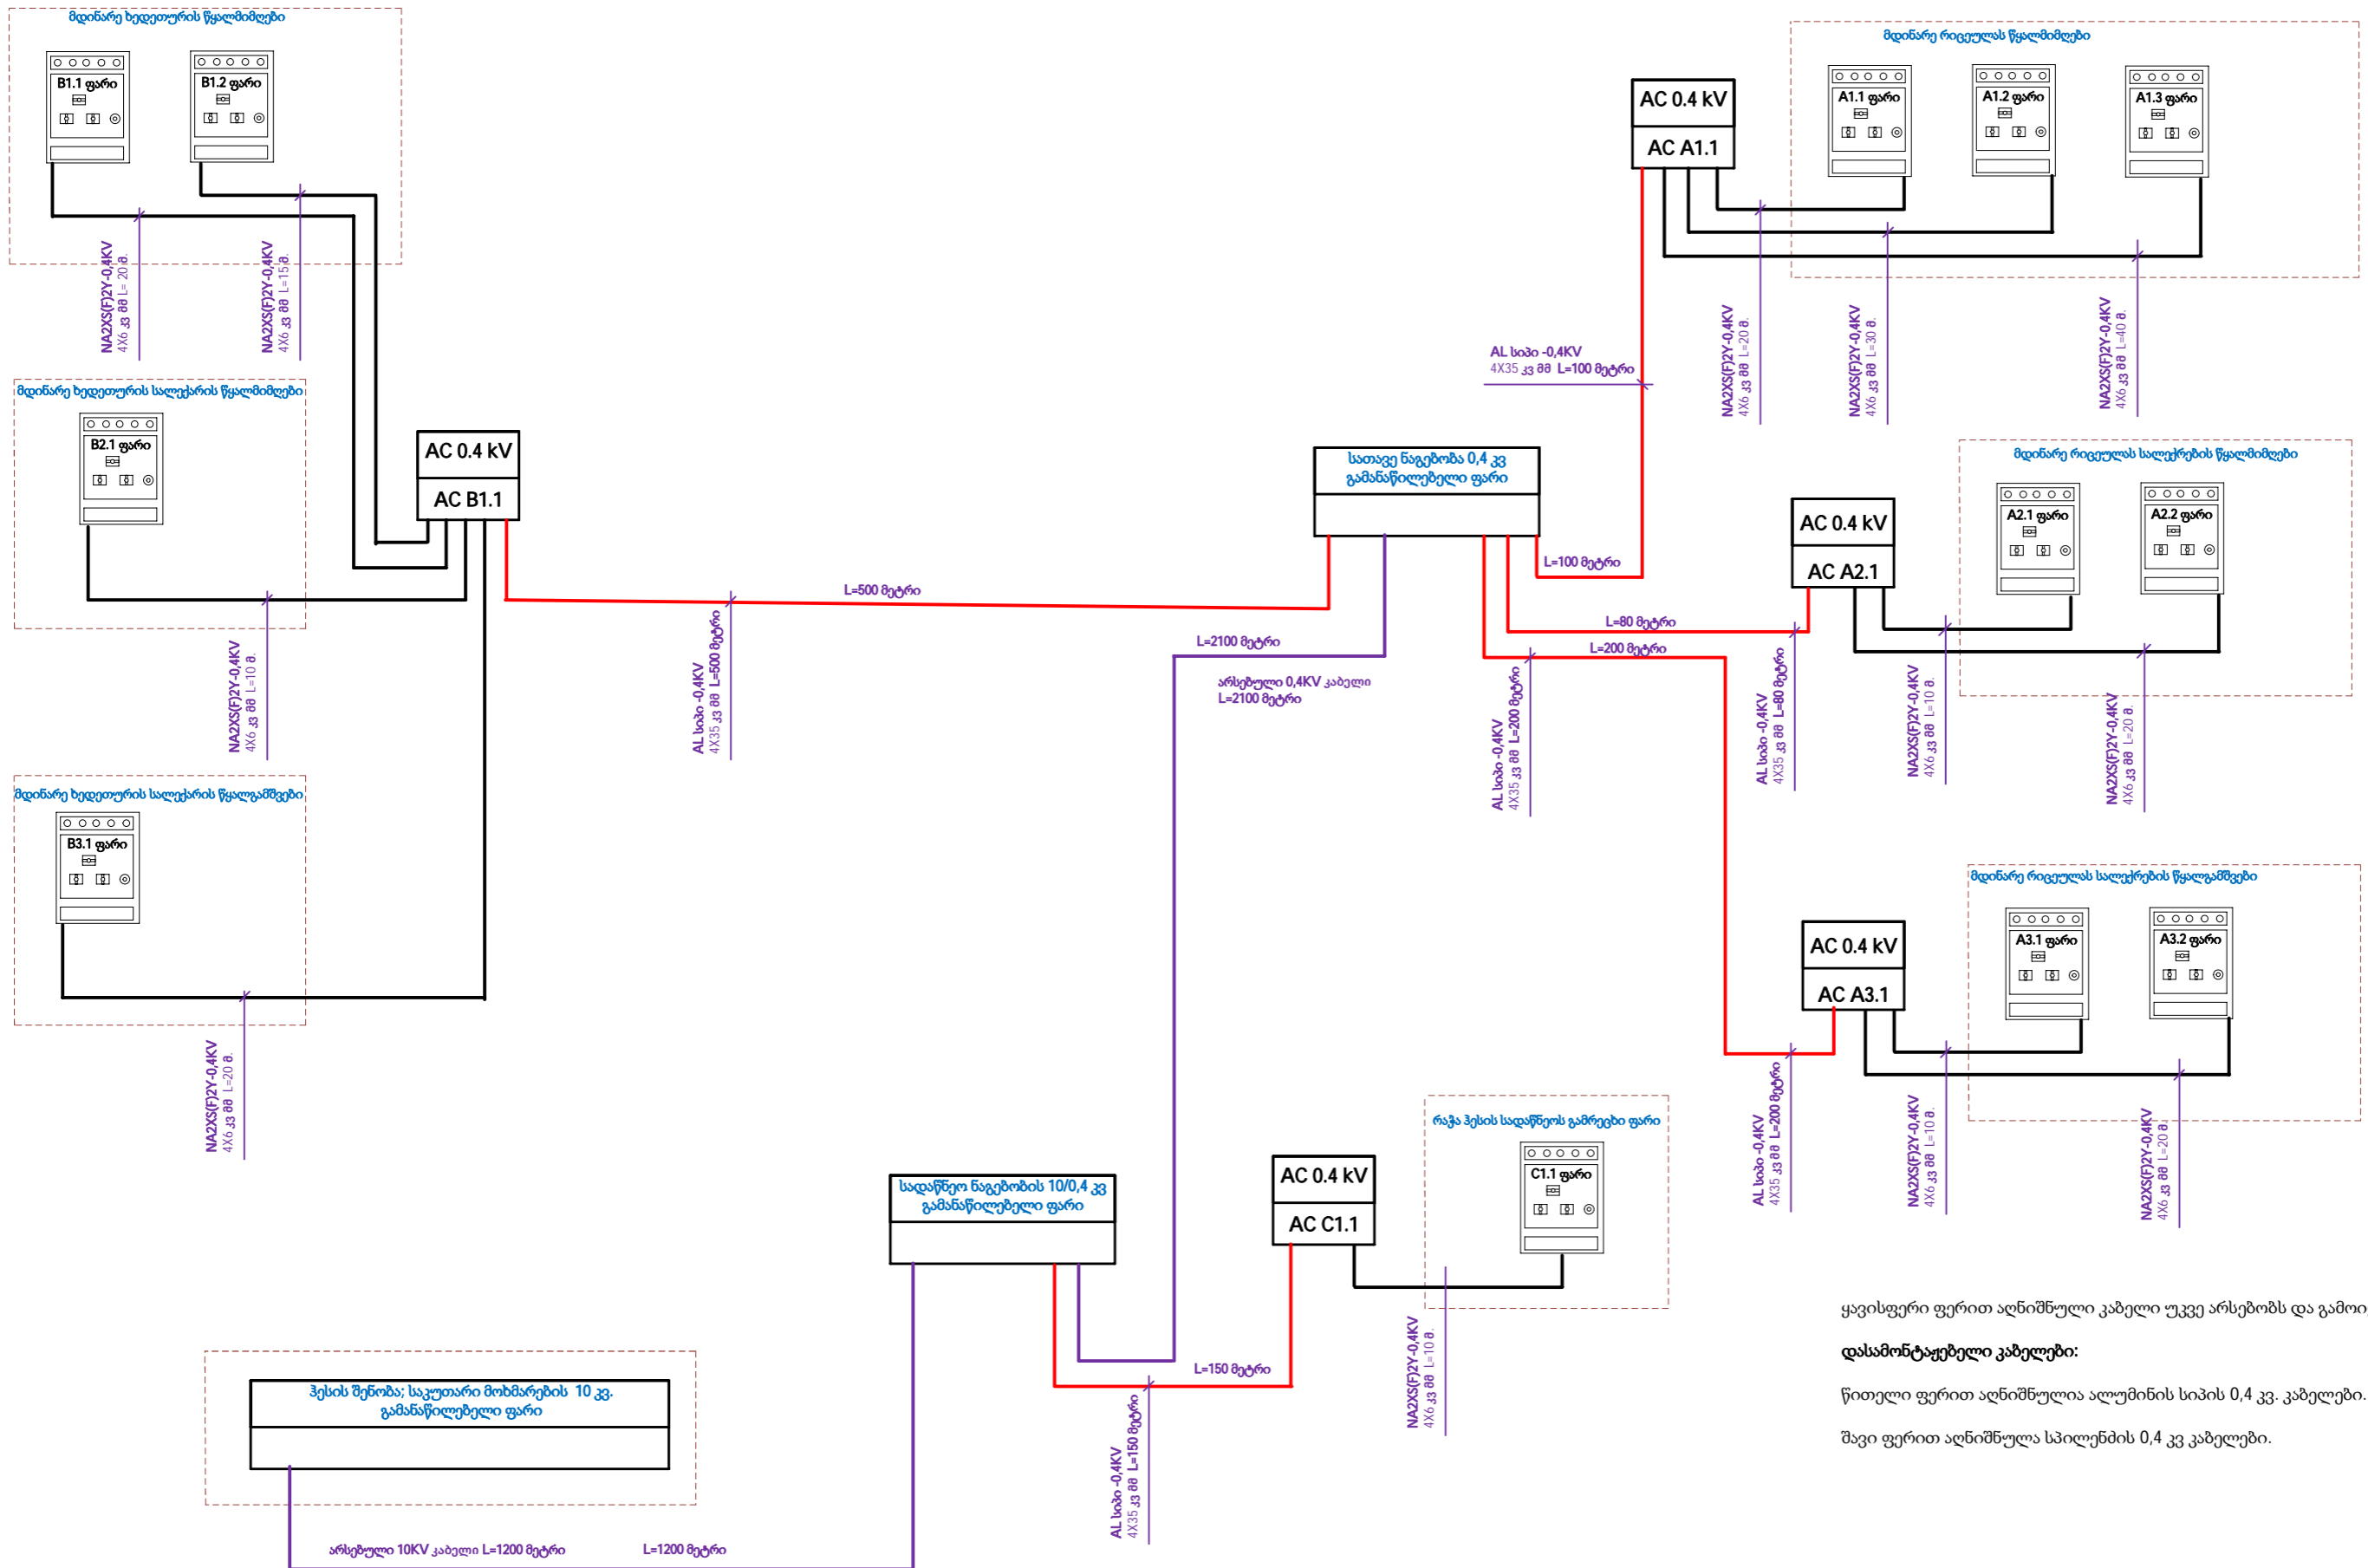 მდინარე ხედეთურის წყალმიმღები
B1.1 ფარი
B1.2 ფარი
NA2XS(F)2Y-0,4KV
4X6 კვ მმ L= 20 მ.
NA2XS(F)2Y-0,4KV
4X6 კვ მმ L=15 მ.
მდინარე ხედეთურის სალექარის წყალმიმღები
B2.1 ფარი
AC 0.4 kV
AC B1.1
NA2XS(F)2Y-0,4KV
4X6 კვ მმ L=10 მ.
მდინარე ხედეთურის სალექარის წყალგამშვები
B3.1 ფარი
NA2XS(F)2Y-0,4KV
4X6 კვ მმ L=20 მ.
L=500 მეტრი
AL სიპი -0,4KV
4X35 კვ მმ L=500 მეტრი
სათავე ნაგებობა 0,4 კვ
გამანაწილებელი ფარი
L=2100 მეტრი
არსებული 0,4KV კაბელი
L=2100 მეტრი
AL სიპი -0,4KV
4X35 კვ მმ L=100 მეტრი
L=100 მეტრი
L=80 მეტრი
L=200 მეტრი
AL სიპი -0,4KV
4X35 კვ მმ L=200 მეტრი
AC 0.4 kV
AC A1.1
მდინარე რიცეულას წყალმიმღები
A1.1 ფარი
A1.2 ფარი
A1.3 ფარი
NA2XS(F)2Y-0,4KV
4X6 კვ მმ L=20 მ.
NA2XS(F)2Y-0,4KV
4X6 კვ მმ L=30 მ.
NA2XS(F)2Y-0,4KV
4X6 კვ მმ L=40 მ.
AC 0.4 kV
AC A2.1
მდინარე რიცეულას სალექრების წყალმიმღები
A2.1 ფარი
A2.2 ფარი
AL სიპი -0,4KV
4X35 კვ მმ L=80 მეტრი
NA2XS(F)2Y-0,4KV
4X6 კვ მმ L=10 მ.
NA2XS(F)2Y-0,4KV
4X6 კვ მმ L=20 მ.
AC 0.4 kV
AC A3.1
მდინარე რიცეულას სალექრების წყალგამშვები
A3.1 ფარი
A3.2 ფარი
AL სიპი -0,4KV
4X35 კვ მმ L=200 მეტრი
NA2XS(F)2Y-0,4KV
4X6 კვ მმ L=10 მ.
NA2XS(F)2Y-0,4KV
4X6 კვ მმ L=20 მ.
სადაწნეო ნაგებობის 10/0,4 კვ
გამანაწილებელი ფარი
AC 0.4 kV
AC C1.1
რაჭა ჰესის სადაწნეოს გამრეცხი ფარი
C1.1 ფარი
L=150 მეტრი
AL სიპი -0,4KV
4X35 კვ მმ L=150 მეტრი
NA2XS(F)2Y-0,4KV
4X6 კვ მმ L=10 მ.
ჰესის შენობა; საკუთარი მოხმარების 10 კვ.
გამანაწილებელი ფარი
არსებული 10KV კაბელი L=1200 მეტრი
L=1200 მეტრი
ყავისფერი ფერით აღნიშნული კაბელი უკვე არსებობს და
დასამონტაჟებელი კაბელები:
წითელი ფერით აღნიშნულია ალუმინის სიპის 0,4 კვ. კაბელები.
შავი ფერით აღნიშნულა სპილენძის 0,4 კვ კაბელები.